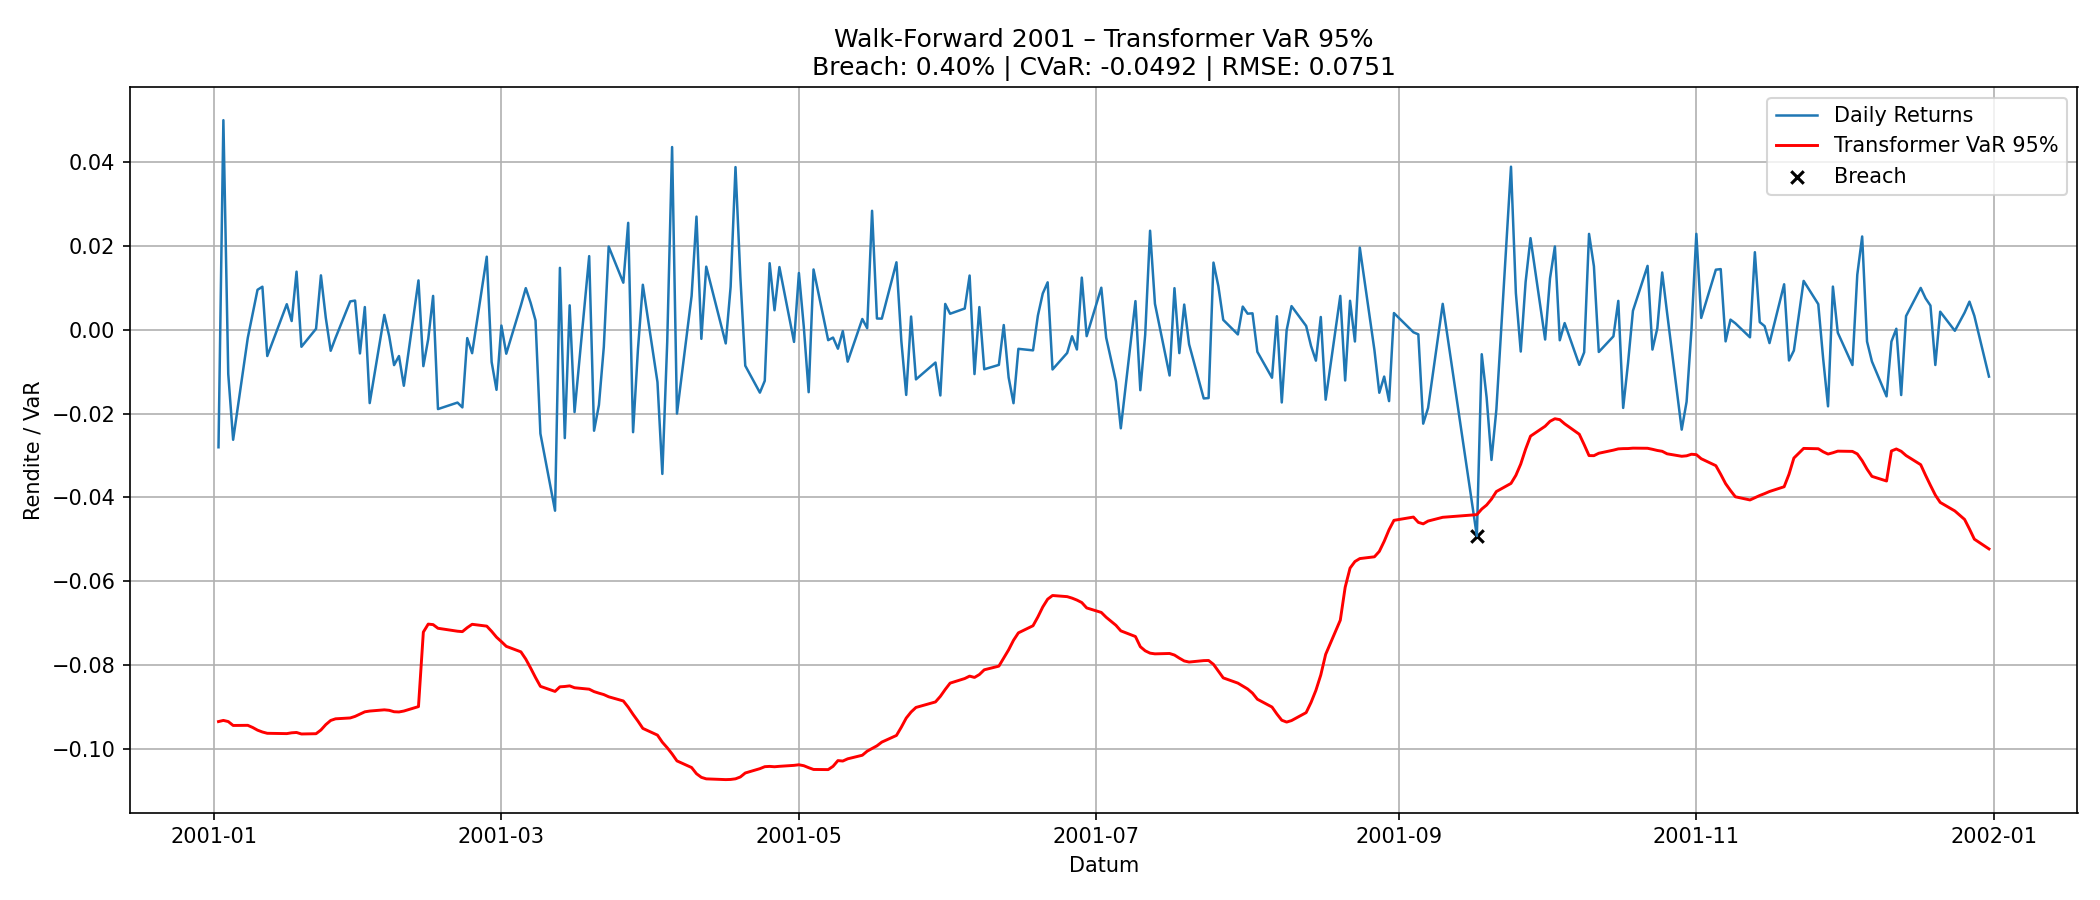 Walk-Forward 2001 – Transformer VaR 95%
Breach: 0.40% | CVaR: -0.0492 | RMSE: 0.0751
Daily Returns
Transformer VaR 95%
Breach
Rendite / VaR
0.04
0.02
0.00
−0.02
−0.04
−0.06
−0.08
−0.10
2001-01
2001-03
2001-05
2001-07
2001-09
2001-11
2002-01
Datum